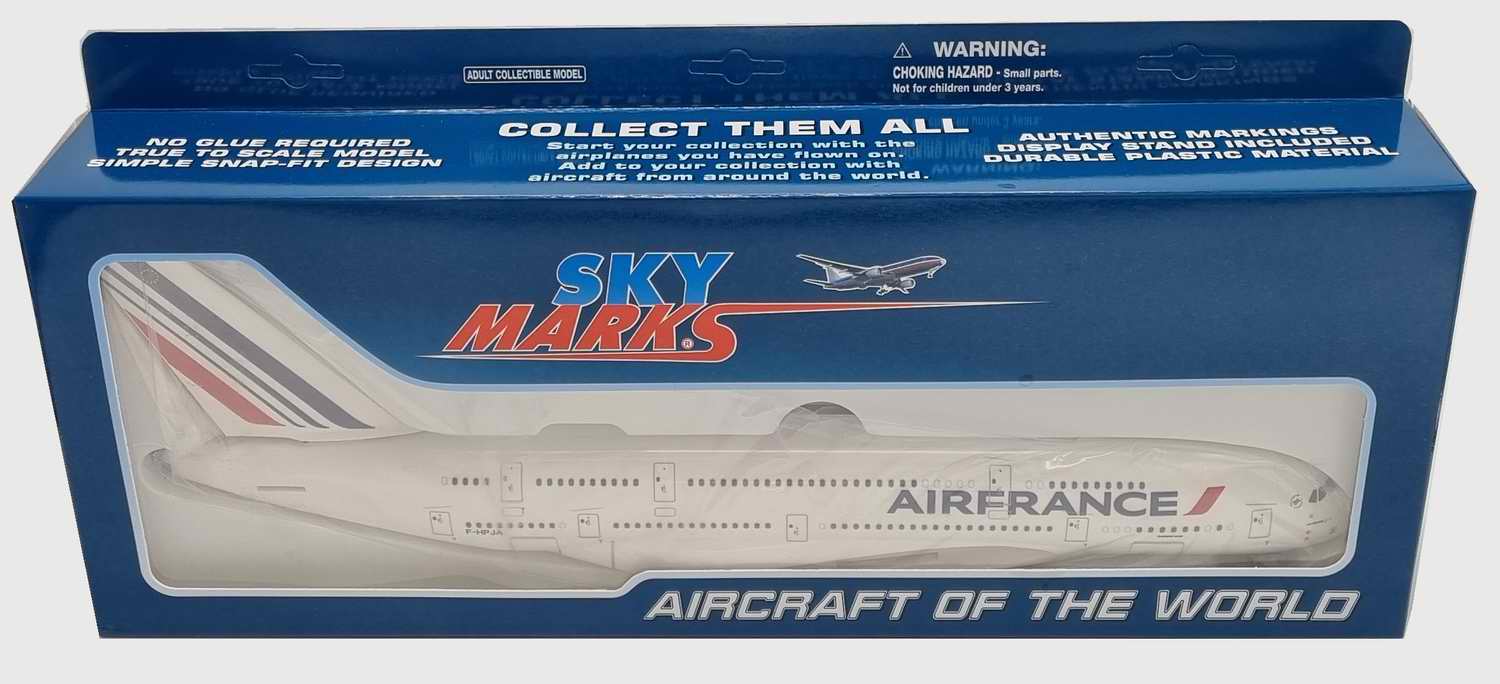 ADULT COLLECTIBLE MODEL
WARNING:
CHOKING HAZARD - Small parts.
Not for children under 3 years.
NO GLUE REQUIRED
TRUE TO SCALE MODEL
SIMPLE SNAP-FIT DESIGN
COLLECT THEM ALL
Start your collection with the
airplanes you have flown on.
Add to your collection with
aircraft from around the world.
AUTHENTIC MARKINGS
DISPLAY STAND INCLUDED
DURABLE PLASTIC MATERIAL
SKY
MARKS®
AIRFRANCE
F-HPJA
AIRCRAFT OF THE WORLD